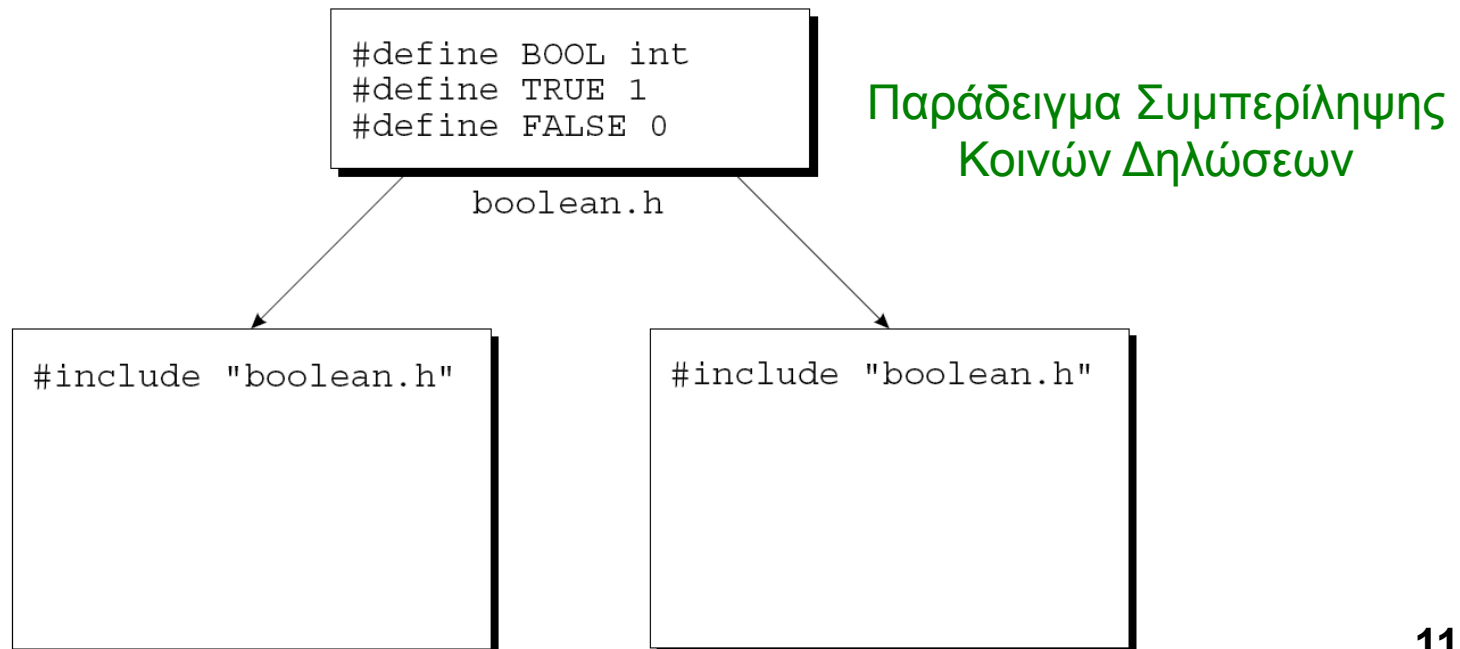 #define BOOL int
#define TRUE 1
#define FALSE 0
Παράδειγμα Συμπερίληψης
Κοινών Δηλώσεων
boolean.h
#include "boolean.h"
#include "boolean.h"
11